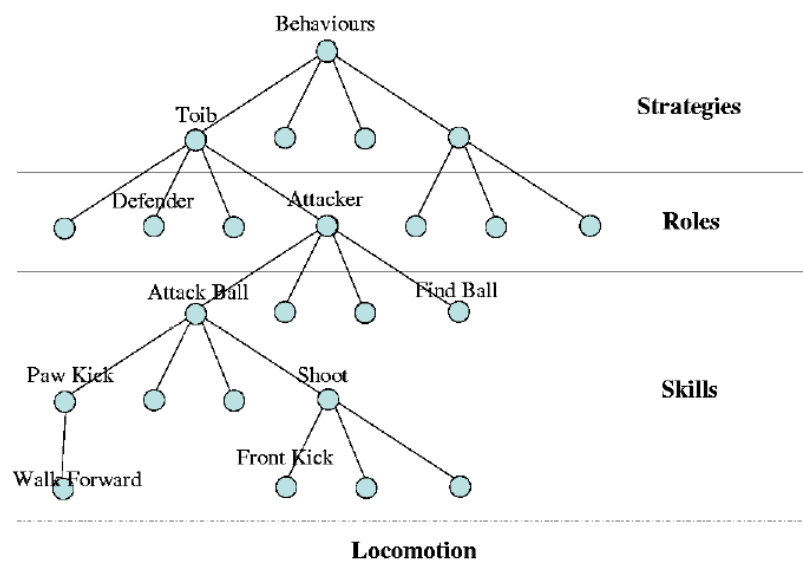 Behaviours
Strategies
Toib
Defender
Attacker
Roles
Attack Ball
Find Ball
Paw Kick
Shoot
Skills
Front Kick
Walk Forward
Locomotion